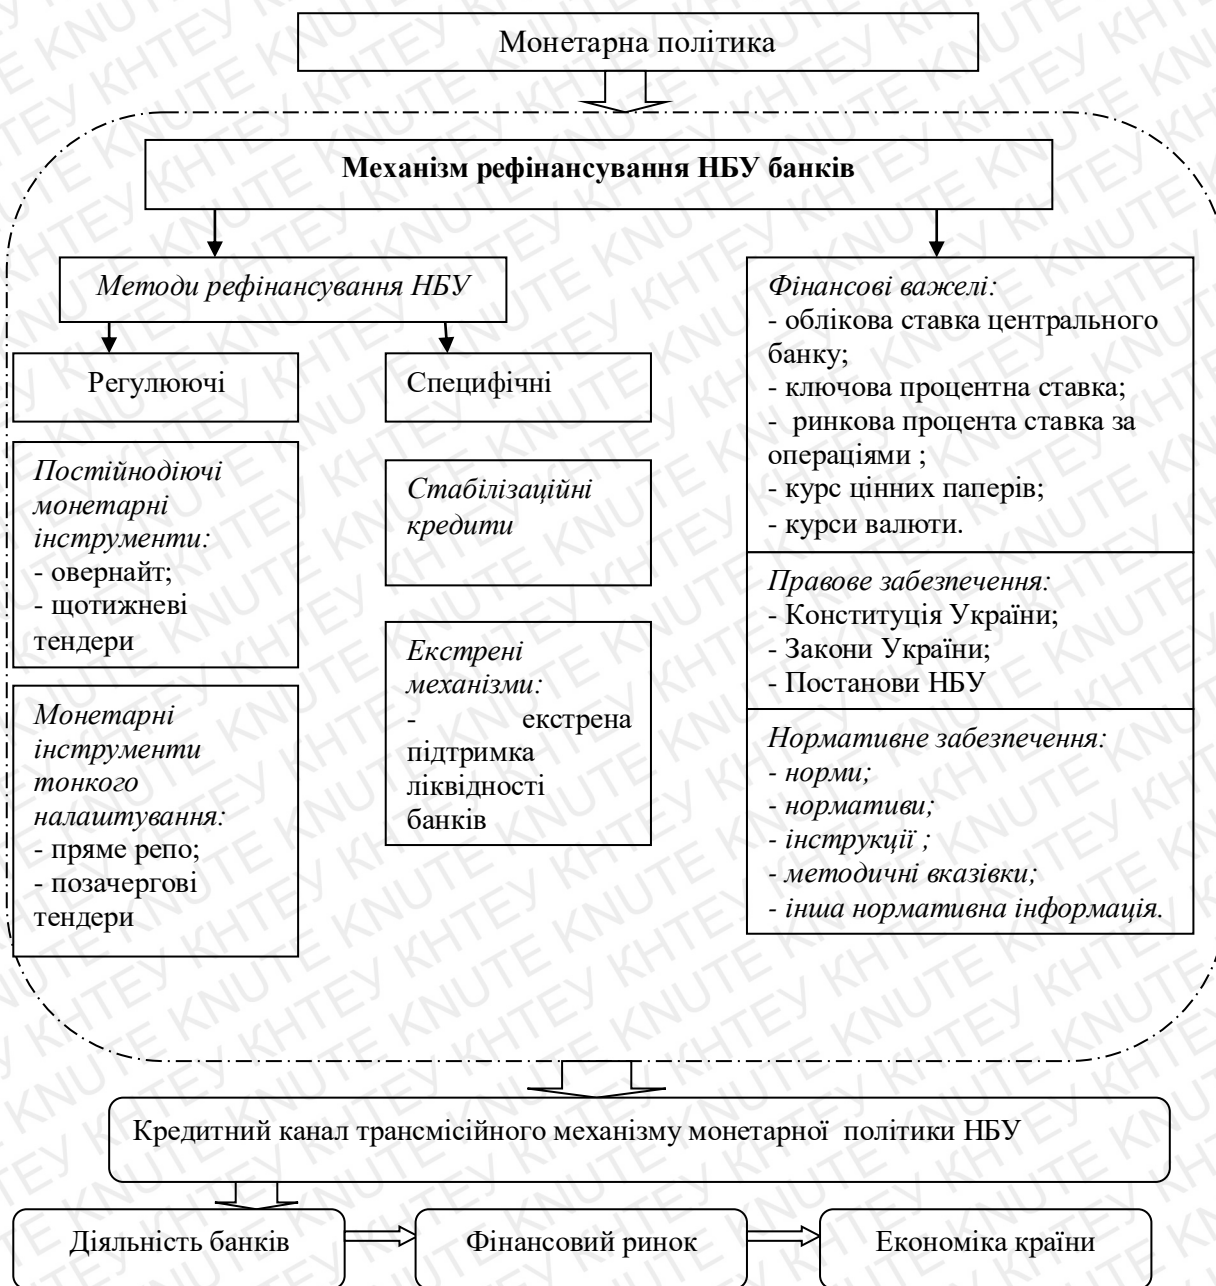 Монетарна політика
Механізм рефінансування НБУ банків
Методи рефінансування НБУ
Регулюючі
Постійнодіючі
монетарні
інструменти:
- овернайт;
- щотижневі
тендери
Монетарні
інструменти
тонкого
налаштування:
- пряме репо;
- позачергові
тендери
Специфічні
Стабілізаційні
кредити
Екстрені
механізми:
- екстрена
підтримка
ліквідності
банків
Фінансові важелі:
- облікова ставка центрального
банку;
- ключова процентна ставка;
- ринкова процента ставка за
операціями ;
- курс цінних паперів;
- курси валюти.
Правове забезпечення:
- Конституція України;
- Закони України;
- Постанови НБУ
Нормативне забезпечення:
- норми;
- нормативи;
- інструкції ;
- методичні вказівки;
- інша нормативна інформація.
Кредитний канал трансмісійного механізму монетарної політики НБУ
Діяльність банків
Фінансовий ринок
Економіка країни